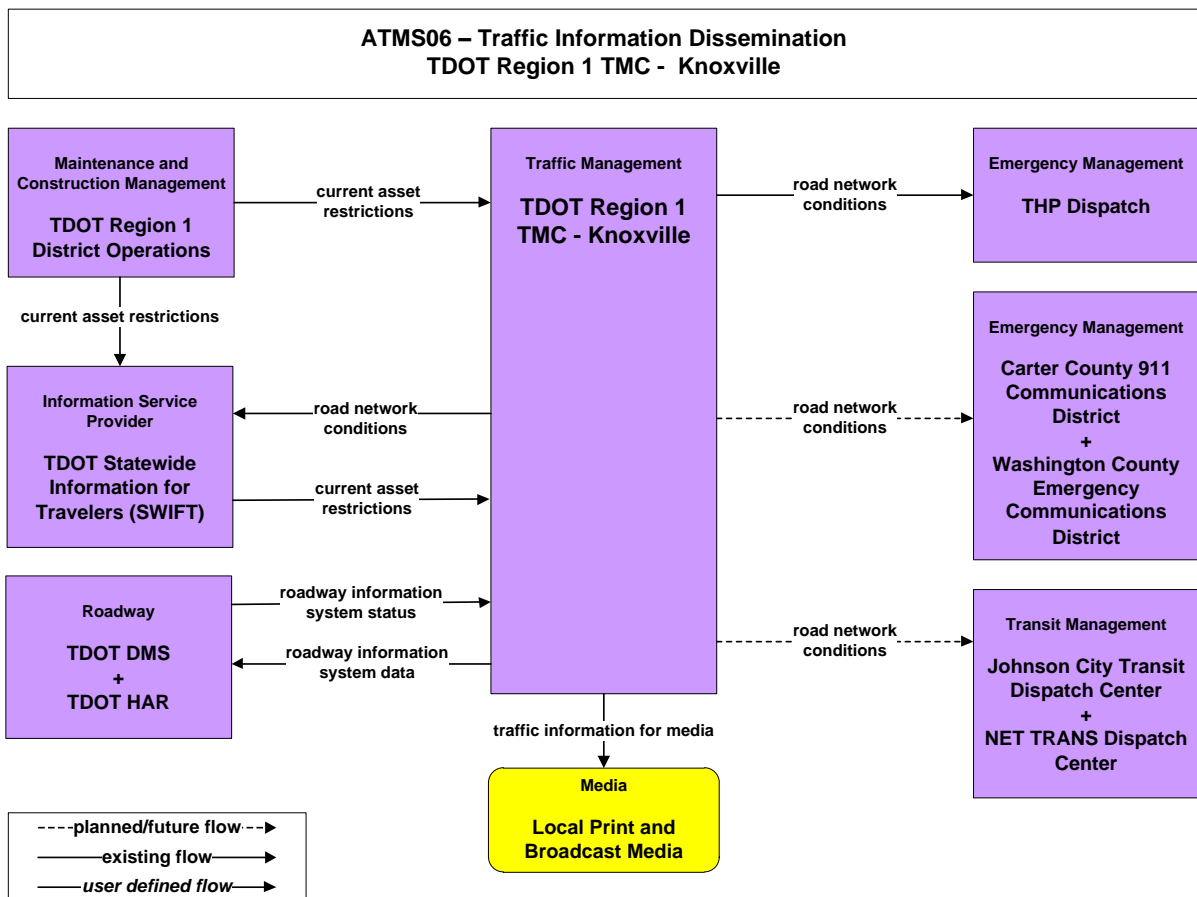 ATMS06 – Traffic Information Dissemination
TDOT Region 1 TMC -  Knoxville
Maintenance and
Construction Management
TDOT Region 1
District Operations
current asset
restrictions
Traffic Management
TDOT Region 1
TMC - Knoxville
road network
conditions
Emergency Management
THP Dispatch
current asset restrictions
Information Service
Provider
TDOT Statewide
Information for
Travelers (SWIFT)
road network
conditions
current asset
restrictions
road network
conditions
Emergency Management
Carter County 911
Communications
District
+
Washington County
Emergency
Communications
District
Roadway
TDOT DMS
+
TDOT HAR
roadway information
system status
roadway information
system data
road network
conditions
Transit Management
Johnson City Transit
Dispatch Center
+
NET TRANS Dispatch
Center
traffic information for media
Media
Local Print and
Broadcast Media
planned/future flow
existing flow
user defined flow